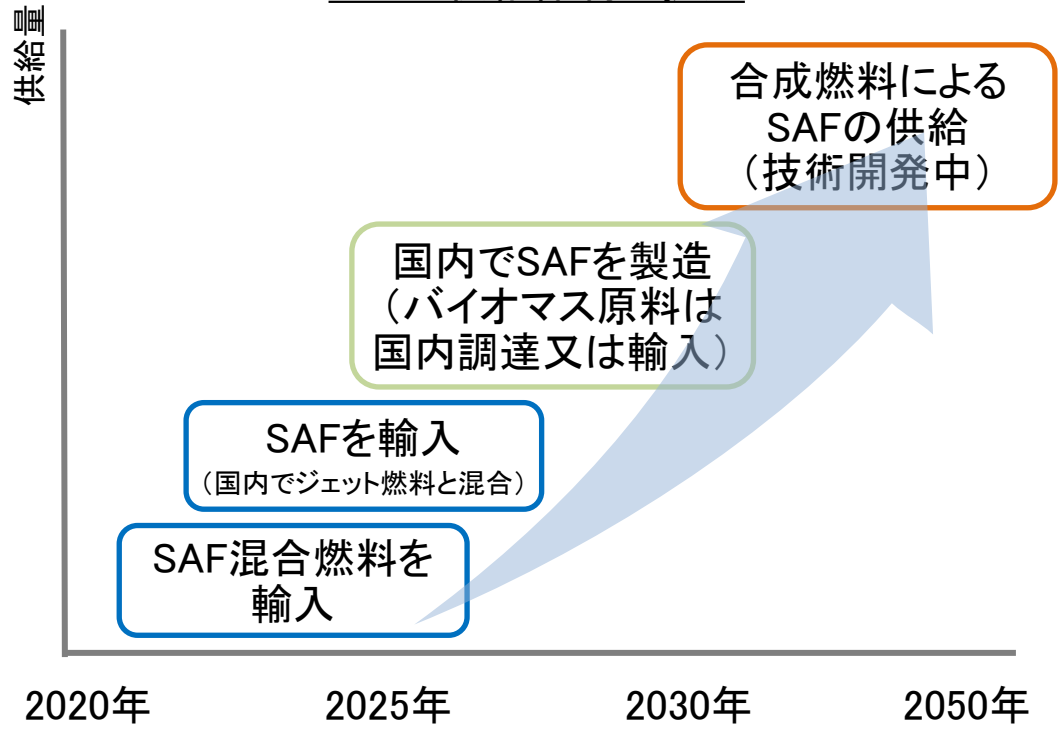 供給量
合成燃料による
SAFの供給
（技術開発中）
国内でSAFを製造
（バイオマス原料は
国内調達又は輸入）
SAFを輸入
（国内でジェット燃料と混合）
SAF混合燃料を
輸入
2020年
2025年
2030年
2050年